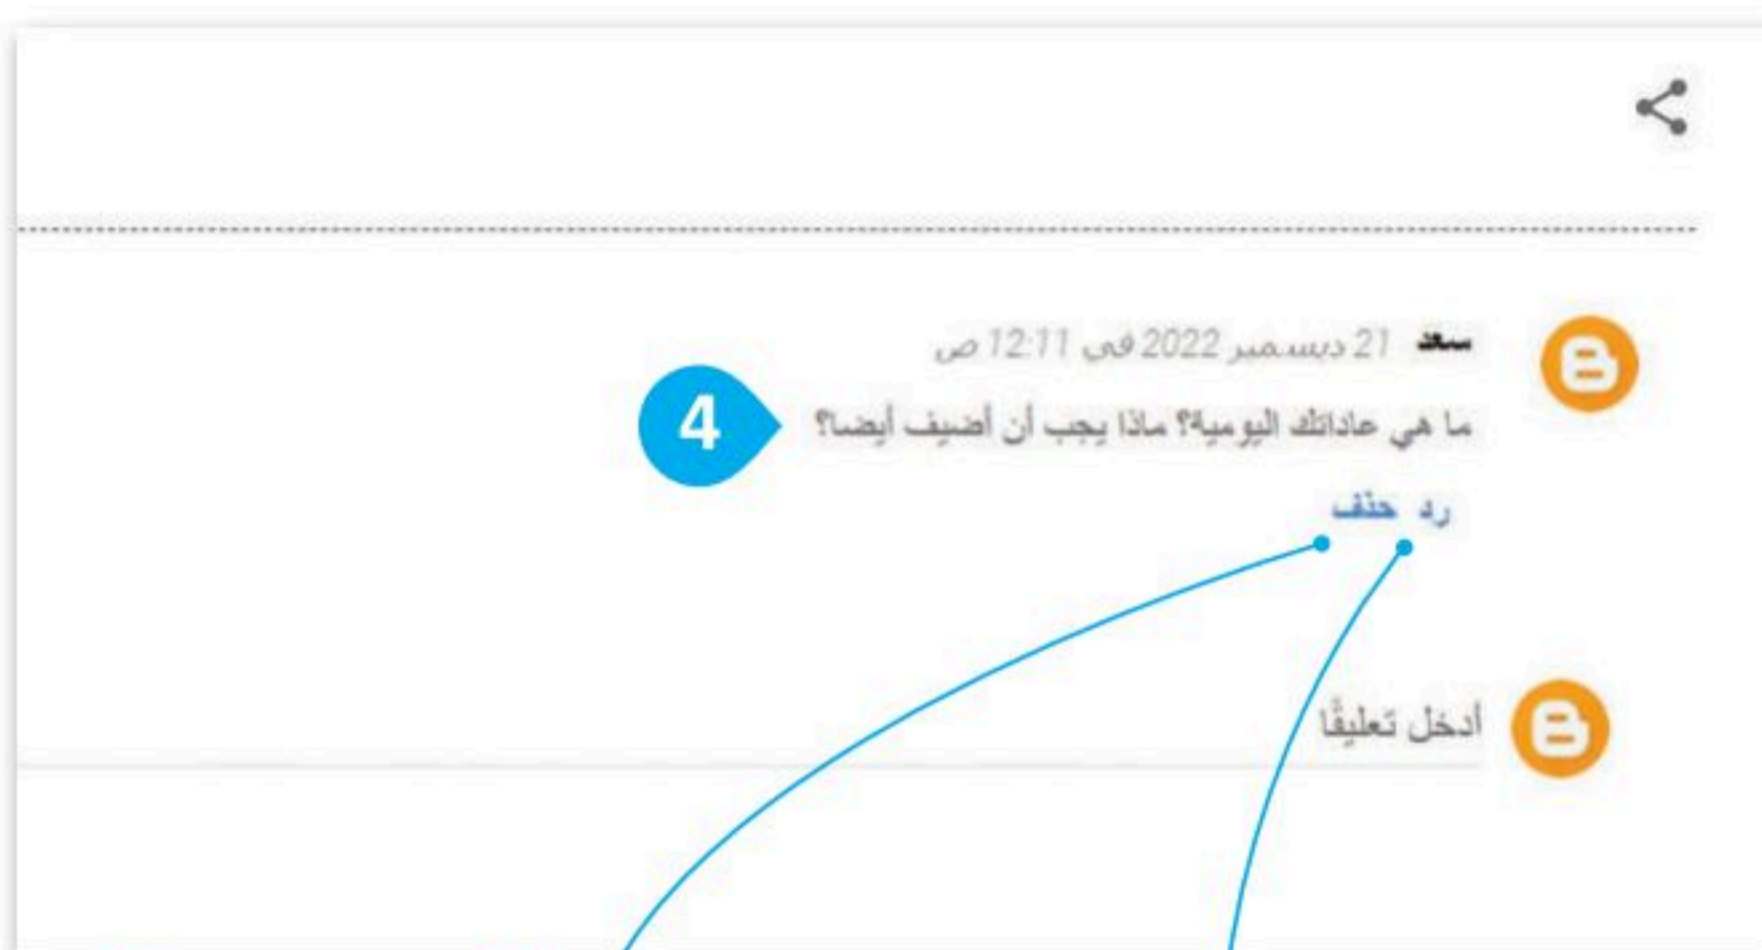 سعد 21 ديسمبر 2022 في 12:11 ص
ما هي عاداتك اليومية؟ ماذا يجب أن أضيف أيضا؟
4
رد حذف
أدخل تعليقًا